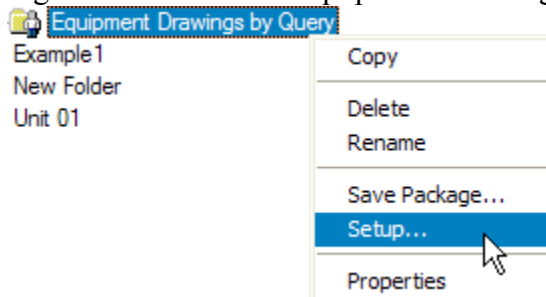 Equipment Drawings by Query
Example1
New Folder
Unit 01
Copy
Delete
Rename
Save Package...
Setup...
Properties